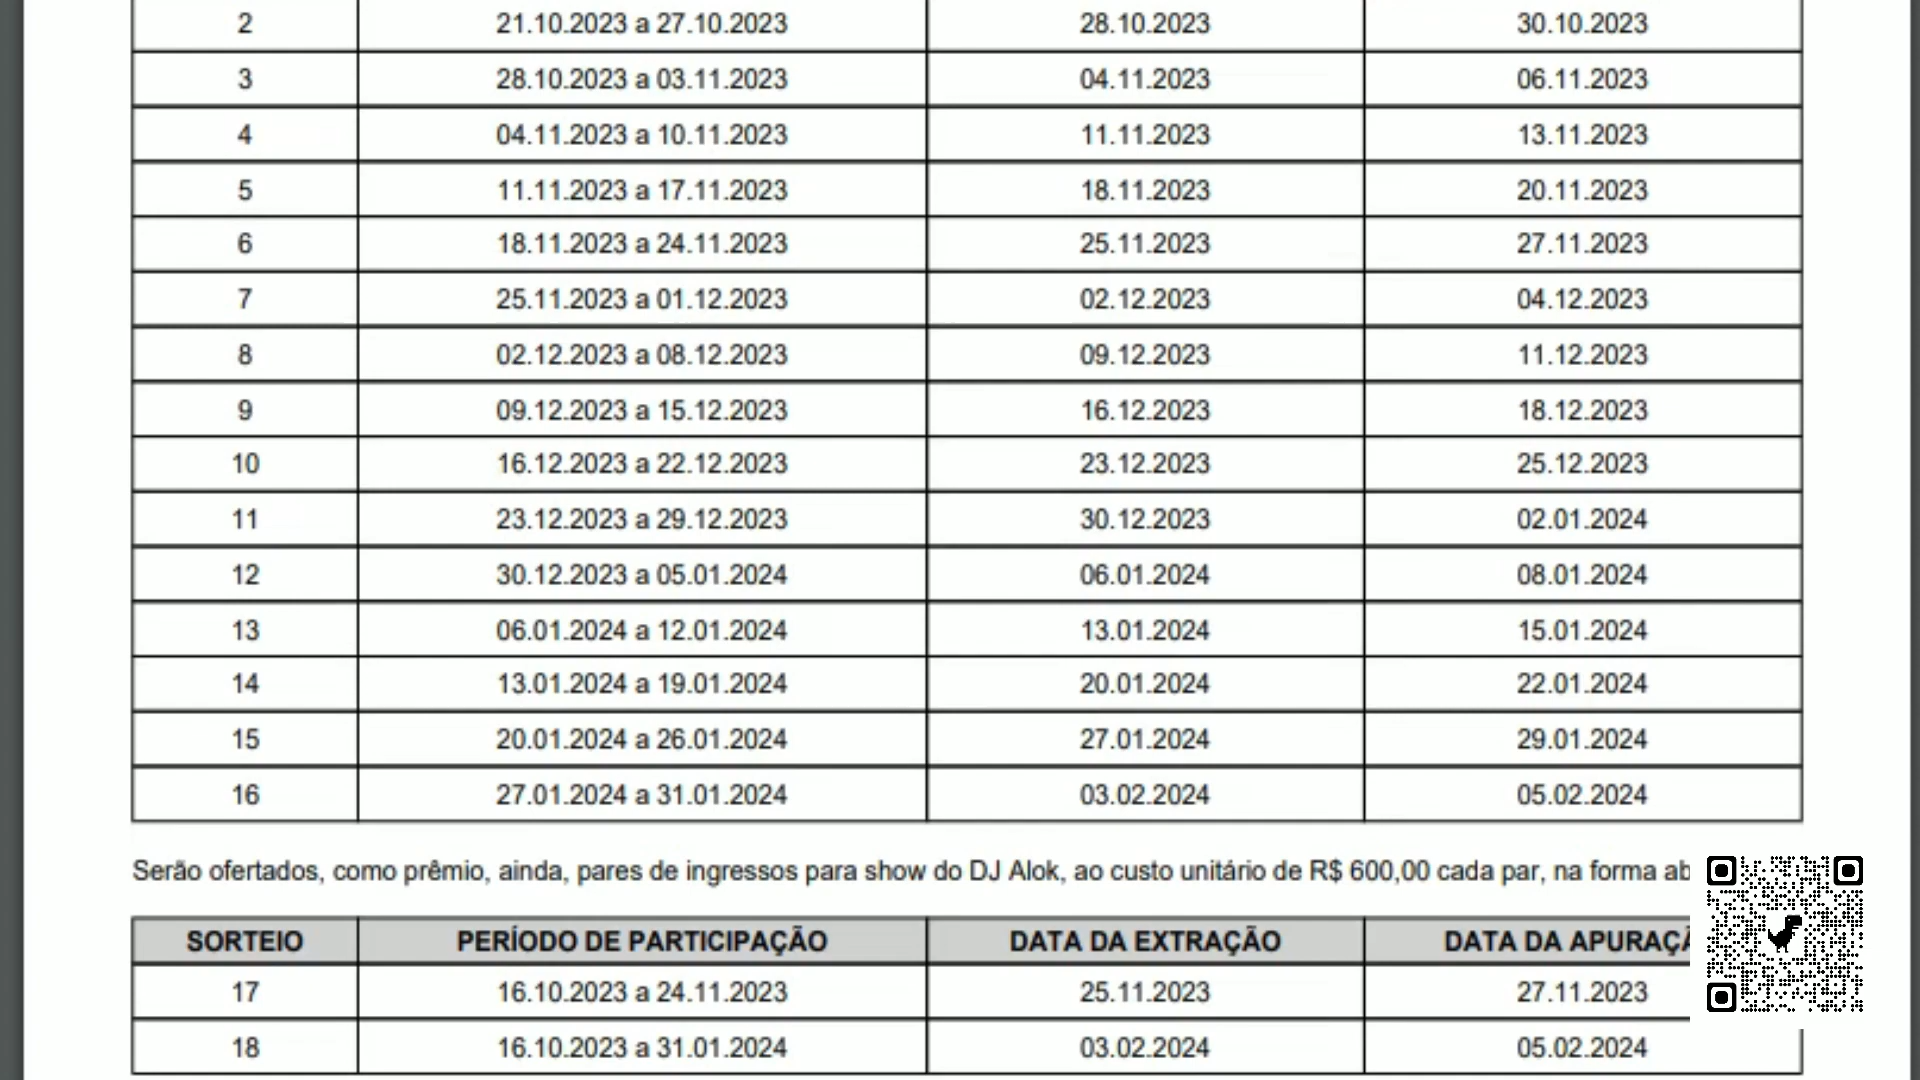 2 21.10.2023 a 27.10.2023 28.10.2023 30.10.2023
3 28.10.2023 a 03.11.2023 04.11.2023 06.11.2023
4 04.11.2023 a 10.11.2023 11.11.2023 13.11.2023
5 11.11.2023 a 17.11.2023 18.11.2023 20.11.2023
6 18.11.2023 a 24.11.2023 25.11.2023 27.11.2023
7 25.11.2023 a 01.12.2023 02.12.2023 04.12.2023
8 02.12.2023 a 08.12.2023 09.12.2023 11.12.2023
9 09.12.2023 a 15.12.2023 16.12.2023 18.12.2023
10 16.12.2023 a 22.12.2023 23.12.2023 25.12.2023
11 23.12.2023 a 29.12.2023 30.12.2023 02.01.2024
12 30.12.2023 a 05.01.2024 06.01.2024 08.01.2024
13 06.01.2024 a 12.01.2024 13.01.2024 15.01.2024
14 13.01.2024 a 19.01.2024 20.01.2024 22.01.2024
15 20.01.2024 a 26.01.2024 27.01.2024 29.01.2024
16 27.01.2024 a 31.01.2024 03.02.2024 05.02.2024
Serão ofertados, como prêmio, ainda, pares de ingressos para show do DJ Alok, ao custo unitário de R$ 600,00 cada par, na forma ab
SORTEIO PERÍODO DE PARTICIPAÇÃO DATA DA EXTRAÇÃO DATA DA APURAÇÃ
17 16.10.2023 a 24.11.2023 25.11.2023 27.11.2023
18 16.10.2023 a 31.01.2024 03.02.2024 05.02.2024